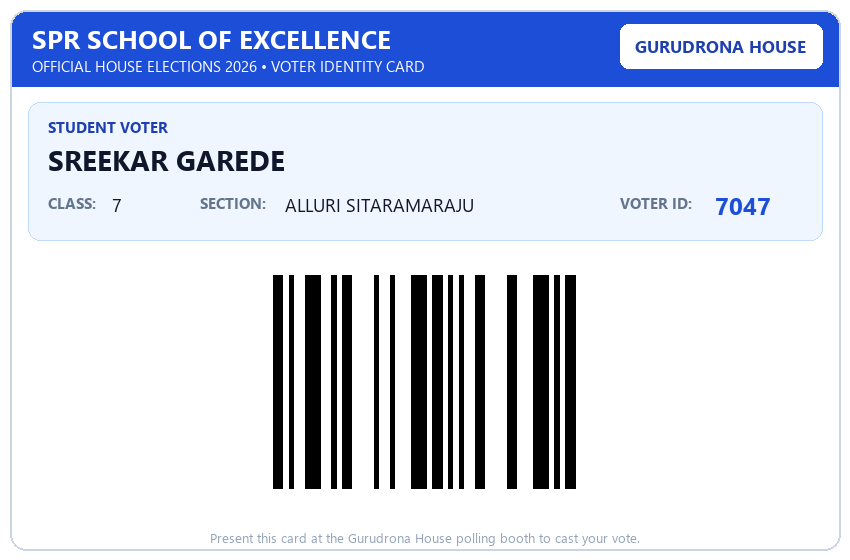 SPR SCHOOL OF EXCELLENCE
OFFICIAL HOUSE ELECTIONS 2026 • VOTER IDENTITY CARD
GURUDRONA HOUSE
STUDENT VOTER
SREEKAR GAREDE
CLASS: 7 SECTION: ALLURI SITARAMARAJU VOTER ID: 7047
Present this card at the Gurudrona House polling booth to cast your vote.